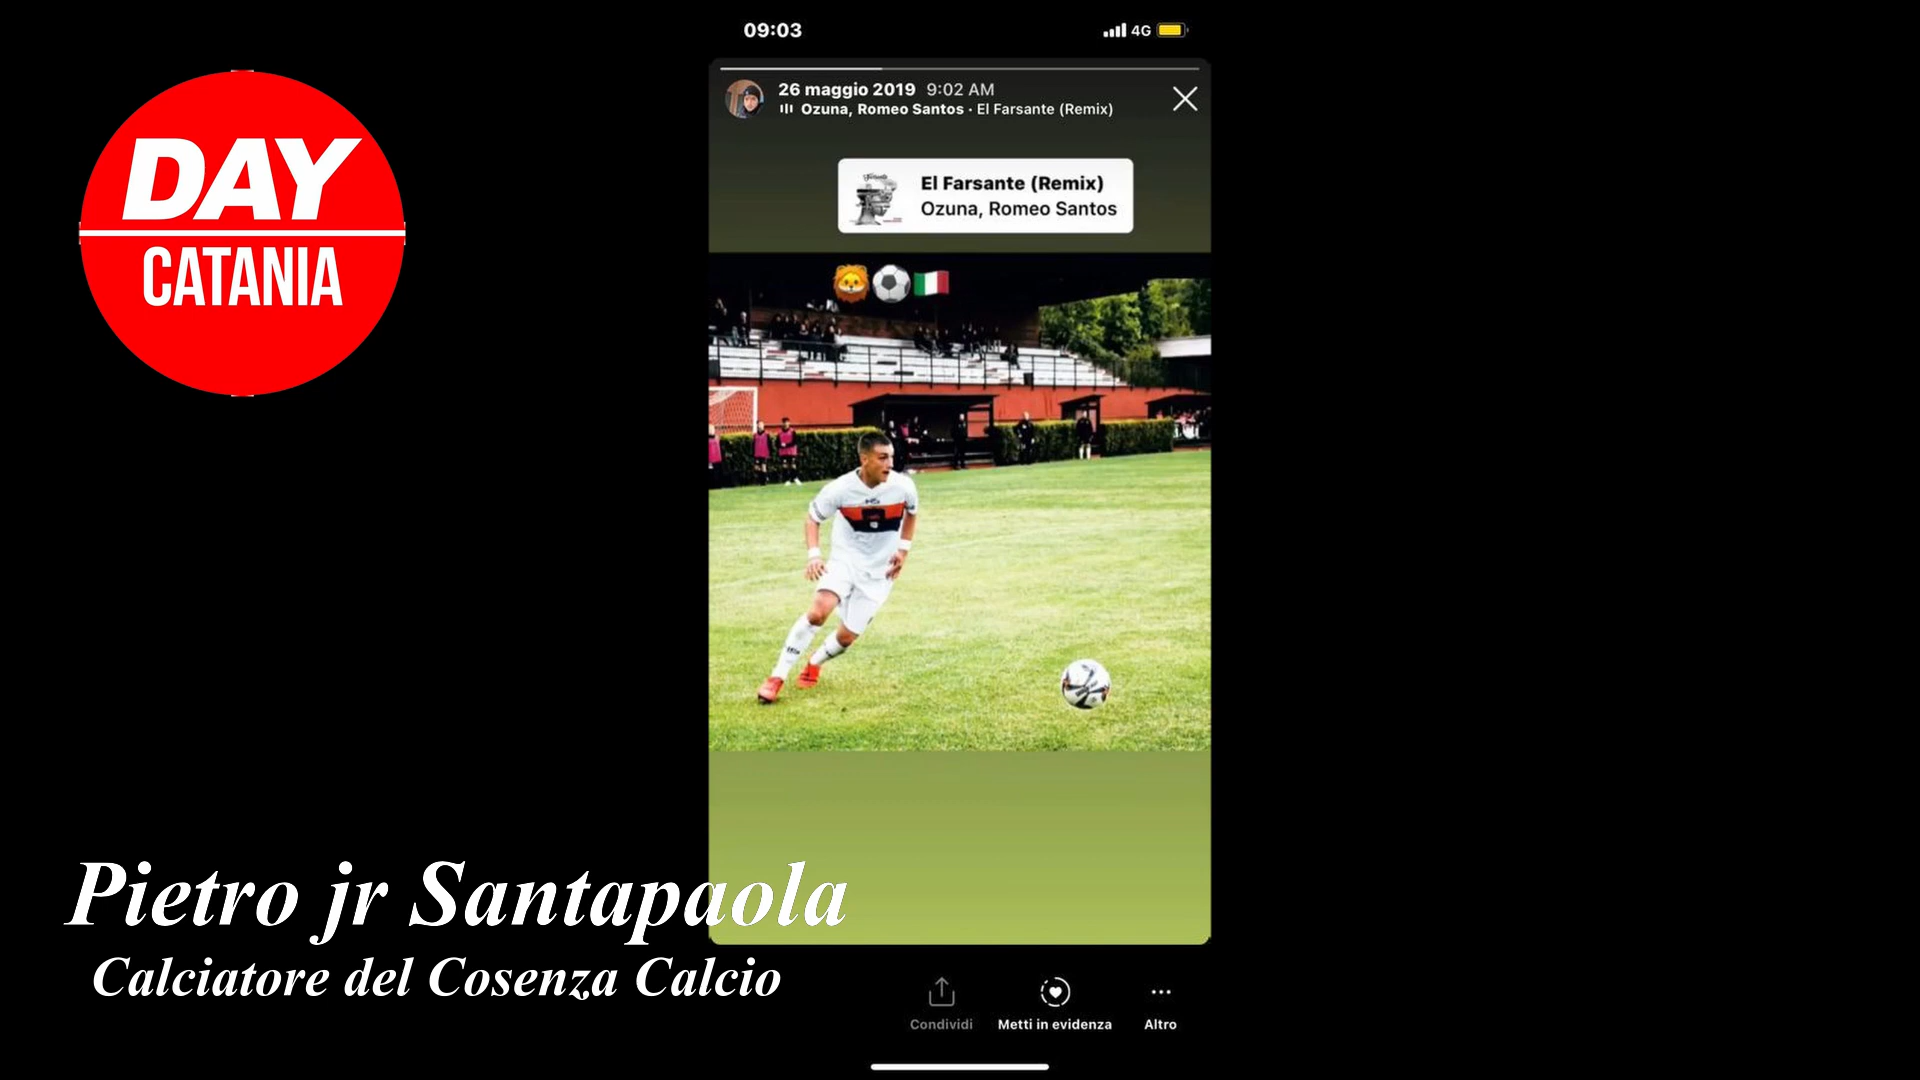 09:03
4G
26 maggio 2019 9:02 AM
Ozuna, Romeo Santos · El Farsante (Remix)
DAY
CATANIA
El Farsante (Remix)
Ozuna, Romeo Santos
Pietro jr Santapaola
Calciatore del Cosenza Calcio
Condividi
Metti in evidenza
Altro